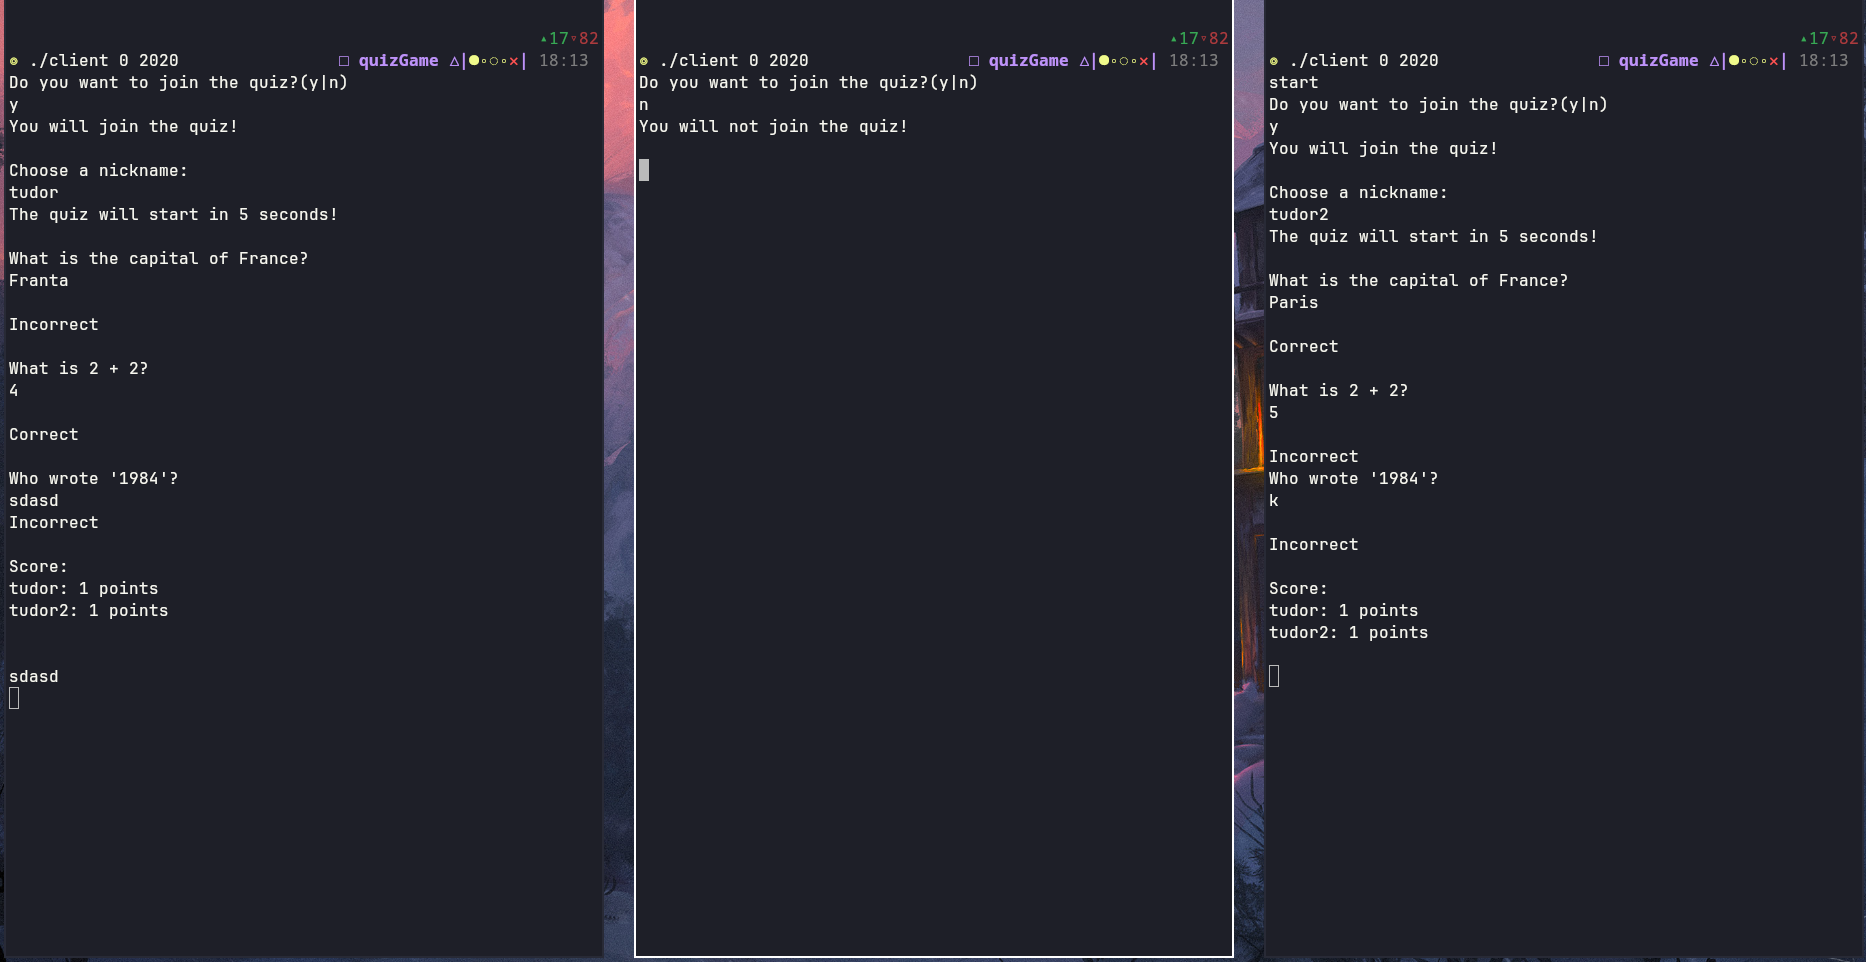 ▴17▿82
❂ ./client 0 2020 □ quizGame △|●∘○∘×| 18:13
Do you want to join the quiz?(y|n)
y
You will join the quiz!
Choose a nickname:
tudor
The quiz will start in 5 seconds!
What is the capital of France?
Franta
Incorrect
What is 2 + 2?
4
Correct
Who wrote '1984'?
sdasd
Incorrect
Score:
tudor: 1 points
tudor2: 1 points
sdasd
▴17▿82
❂ ./client 0 2020 □ quizGame △|●∘○∘×| 18:13
Do you want to join the quiz?(y|n)
n
You will not join the quiz!
▴17▿82
❂ ./client 0 2020 □ quizGame △|●∘○∘×| 18:13
start
Do you want to join the quiz?(y|n)
y
You will join the quiz!
Choose a nickname:
tudor2
The quiz will start in 5 seconds!
What is the capital of France?
Paris
Correct
What is 2 + 2?
5
Incorrect
Who wrote '1984'?
k
Incorrect
Score:
tudor: 1 points
tudor2: 1 points